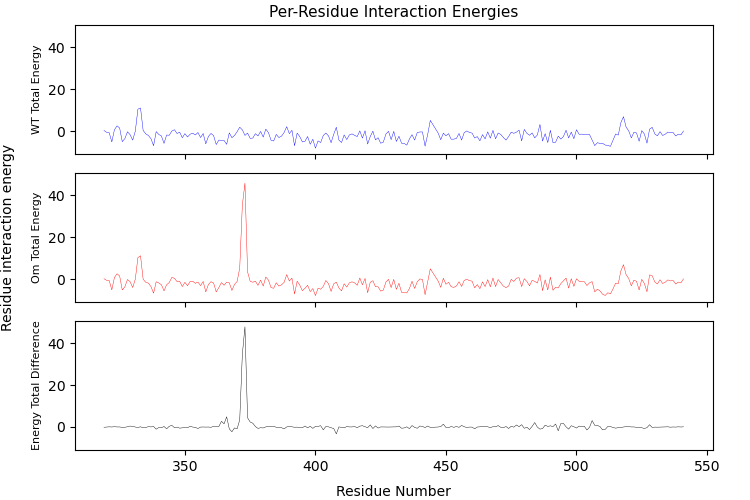 Per-Residue Interaction Energies
Residue interaction energy
WT Total Energy
40
20
0
Om Total Energy
40
20
0
Energy Total Difference
40
20
0
350 400 450 500 550
Residue Number